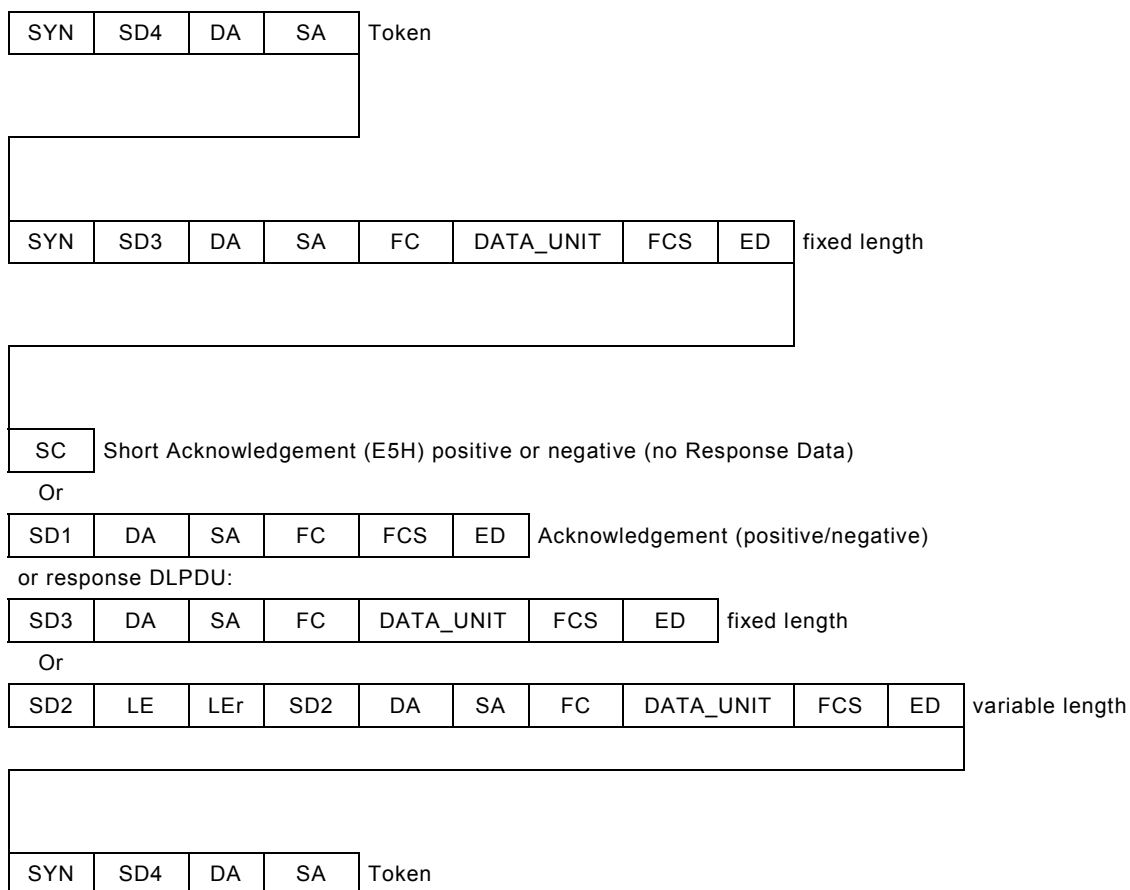 SYN SD4 DA SA Token
SYN SD3 DA SA FC DATA_UNIT FCS ED fixed length
SC Short Acknowledgement (E5H) positive or negative (no Response Data)
Or
SD1 DA SA FC FCS ED Acknowledgement (positive/negative)
or response DLPDU:
SD3 DA SA FC DATA_UNIT FCS ED fixed length
Or
SD2 LE LEr SD2 DA SA FC DATA_UNIT FCS ED variable length
SYN SD4 DA SA Token